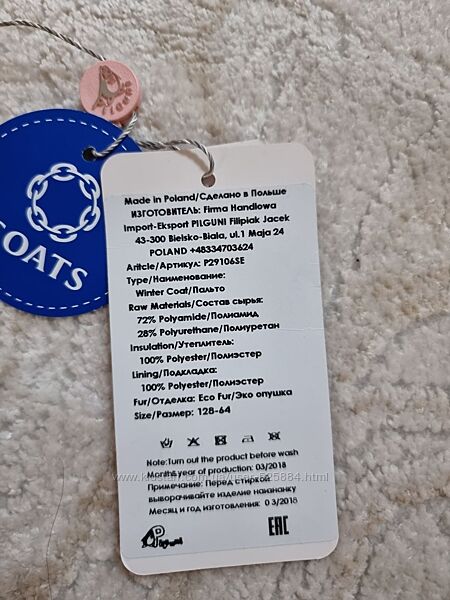 COATS
Made in Poland/Сделано в Польше
ИЗГОТОВИТЕЛЬ: Firma Handlowa
Import-Eksport PILGUNI Filipiak Jacek
43-300 Bielsko-Biala, ul.1 Maja 24
POLAND +48334703624
Aritcle/Артикул: P29106SE
Type/Наименование:
Winter Coat/Пальто
Raw Materials/Состав сырья:
72% Polyamide/Полиамид
28% Polyurethane/Полиуретан
Insulation/Утеплитель:
100% Polyester/Полиэстер
Lining/Подкладка:
100% Polyester/Полиэстер
Fur/Отделка: Eco Fur/Эко опушка
Size/Размер: 128-64
Note:Turn out the product before wash
Month&year of production: 03/2018
Примечание: Перед стиркой
выворачивайте изделие наизнанку
Месяц и год изготовления: 0 3/2018
EAC